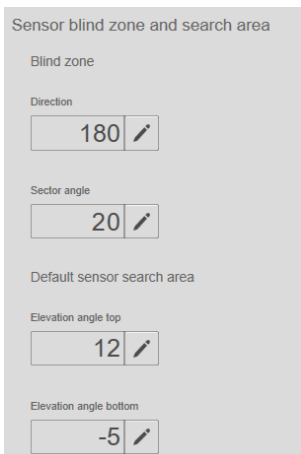 Sensor blind zone and search area
Blind zone
Direction
180
Sector angle
20
Default sensor search area
Elevation angle top
12
Elevation angle bottom
-5